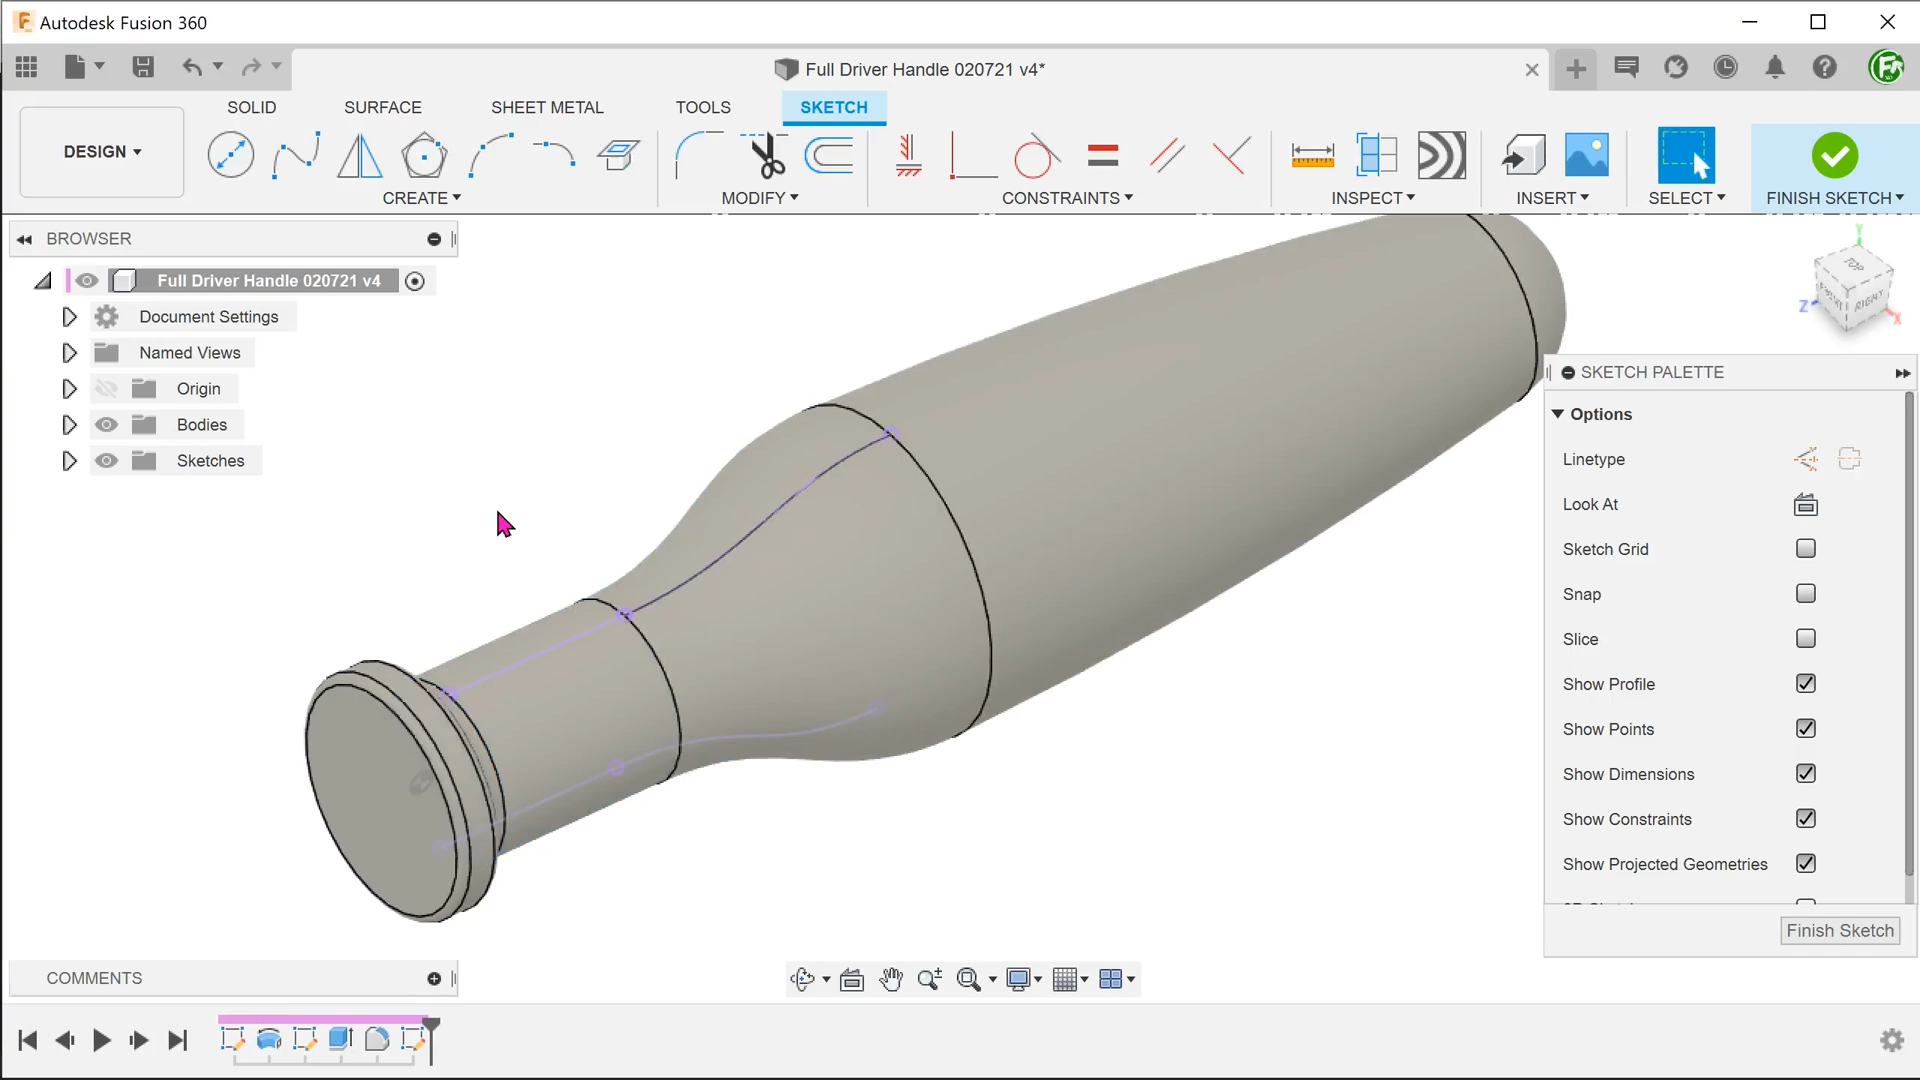 Autodesk Fusion 360
Full Driver Handle 020721 v4*
SOLID SURFACE SHEET METAL TOOLS SKETCH
DESIGN
CREATE MODIFY CONSTRAINTS INSPECT INSERT SELECT FINISH SKETCH
BROWSER
Full Driver Handle 020721 v4
Document Settings
Named Views
Origin
Bodies
Sketches
TOP
RIGHT
Y
Z
X
SKETCH PALETTE
Options
Linetype
Look At
Sketch Grid
Snap
Slice
Show Profile
Show Points
Show Dimensions
Show Constraints
Show Projected Geometries
Finish Sketch
COMMENTS